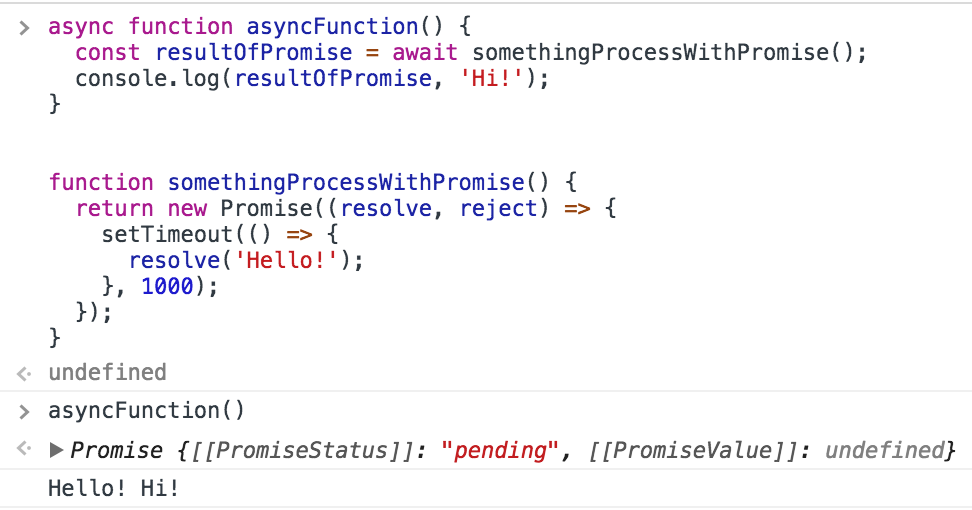 > async function asyncFunction() {
const resultOfPromise = await somethingProcessWithPromise();
console.log(resultOfPromise, 'Hi!');
}
function somethingProcessWithPromise() {
return new Promise((resolve, reject) => {
setTimeout(() => {
resolve('Hello!');
}, 1000);
});
}
undefined
> asyncFunction()
▶ Promise {[[PromiseStatus]]: "pending", [[PromiseValue]]: undefined}
Hello! Hi!